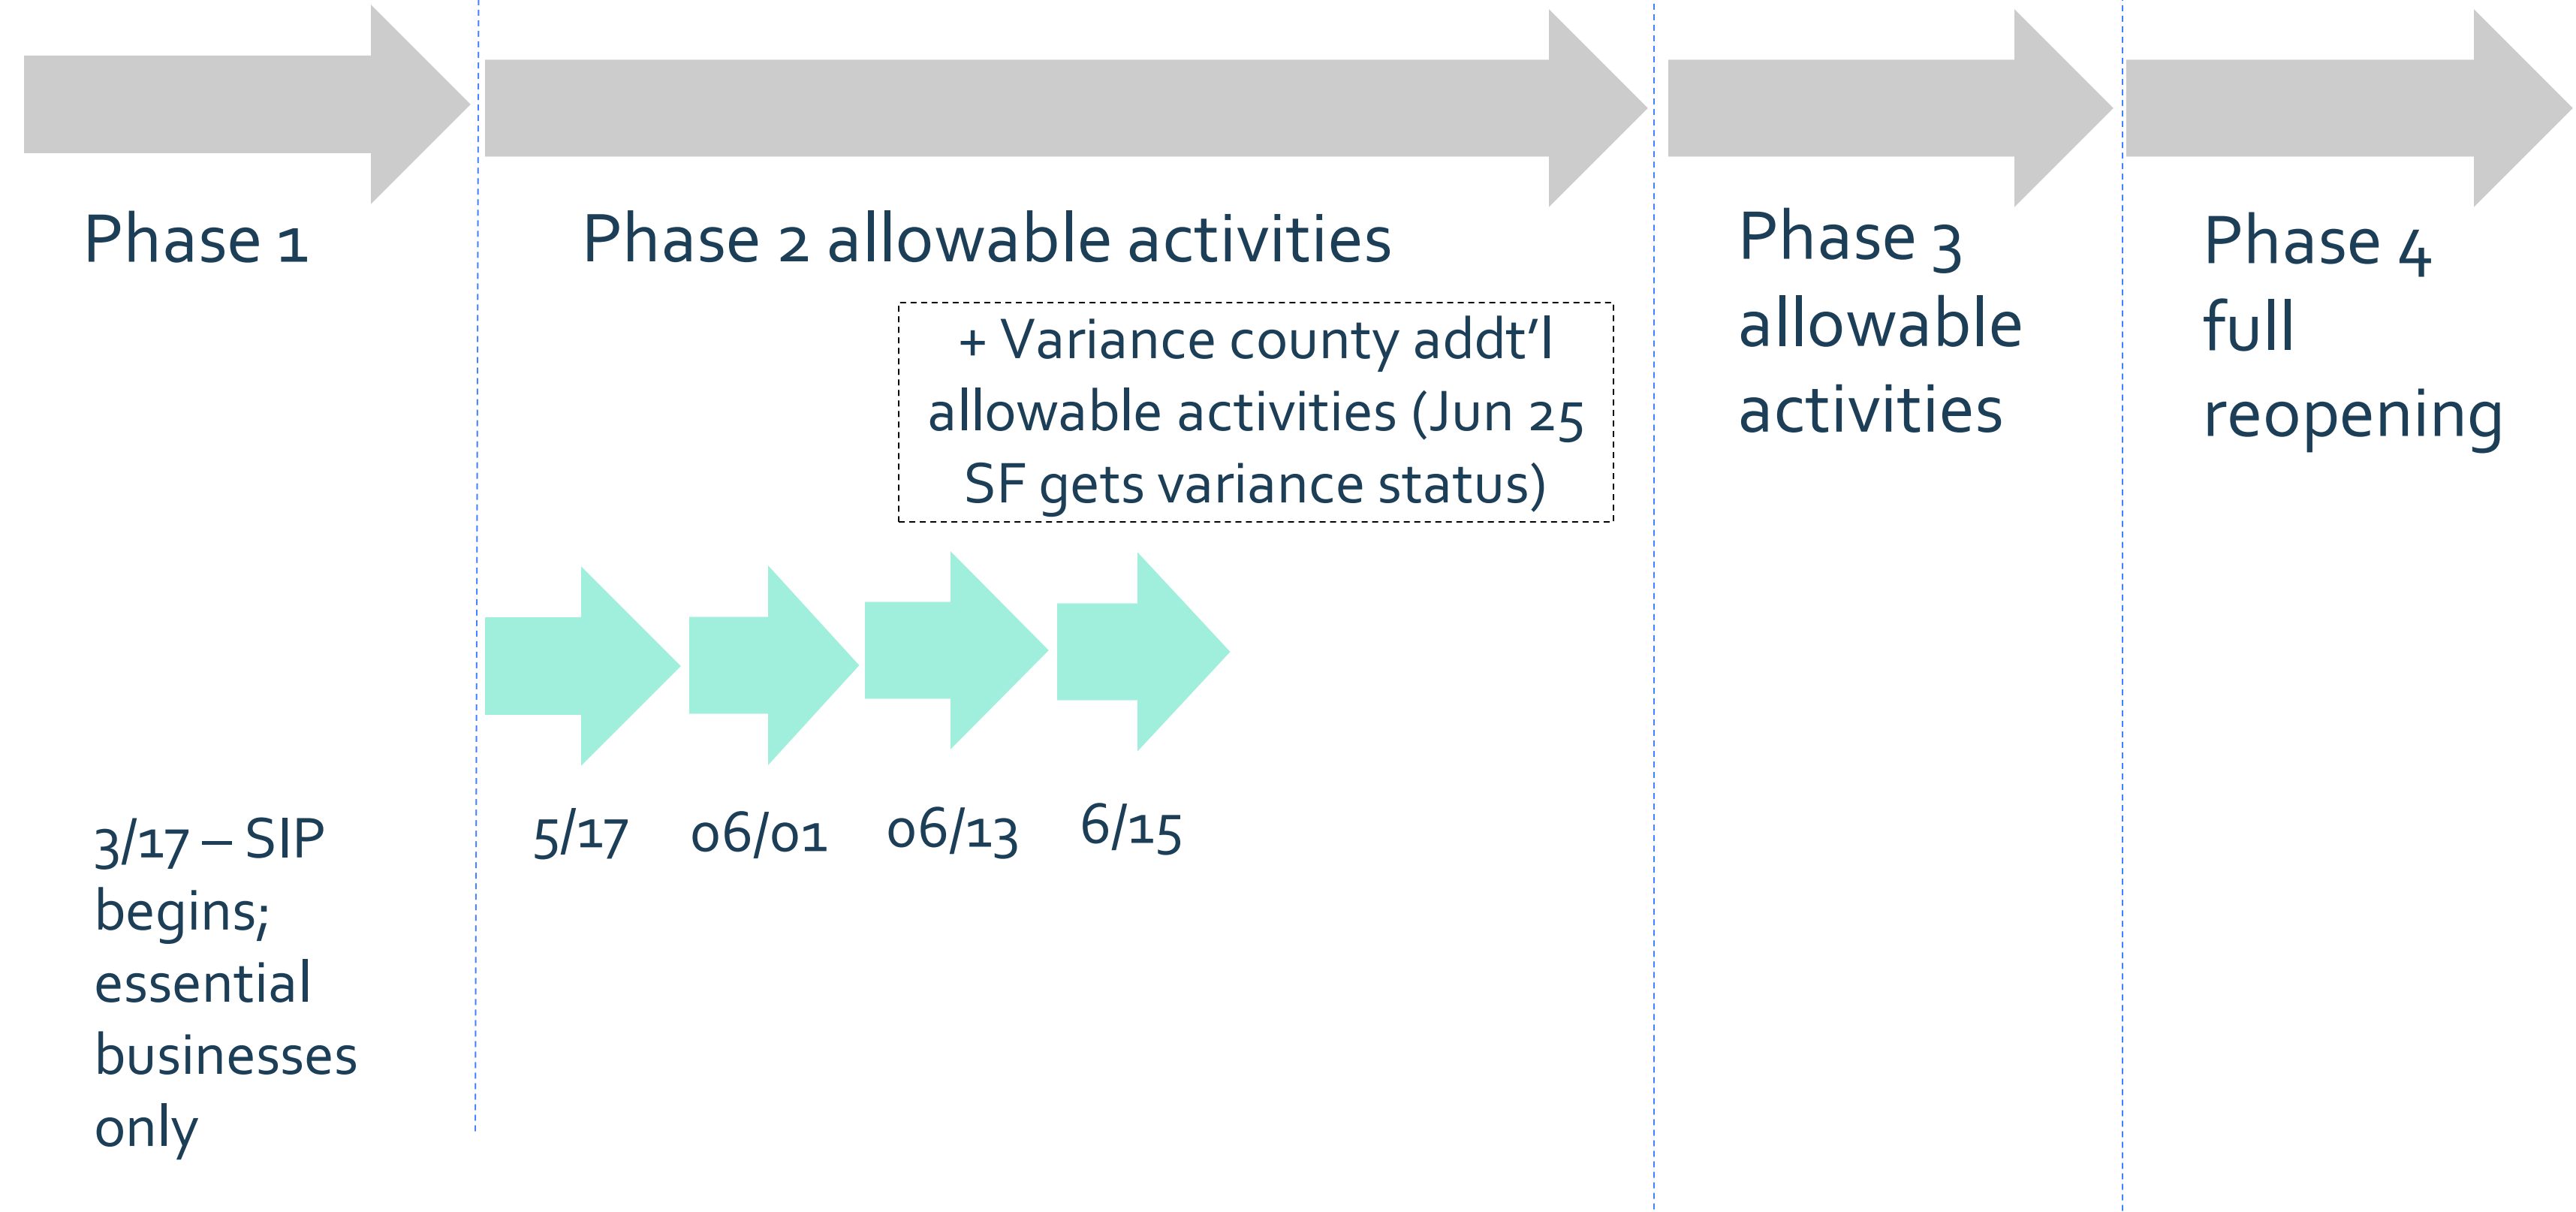 Phase 1
Phase 2 allowable activities
+ Variance county addt’l
allowable activities (Jun 25
SF gets variance status)
Phase 3
allowable
activities
Phase 4
full
reopening
3/17 – SIP
begins;
essential
businesses
only
5/17
06/01
06/13
6/15